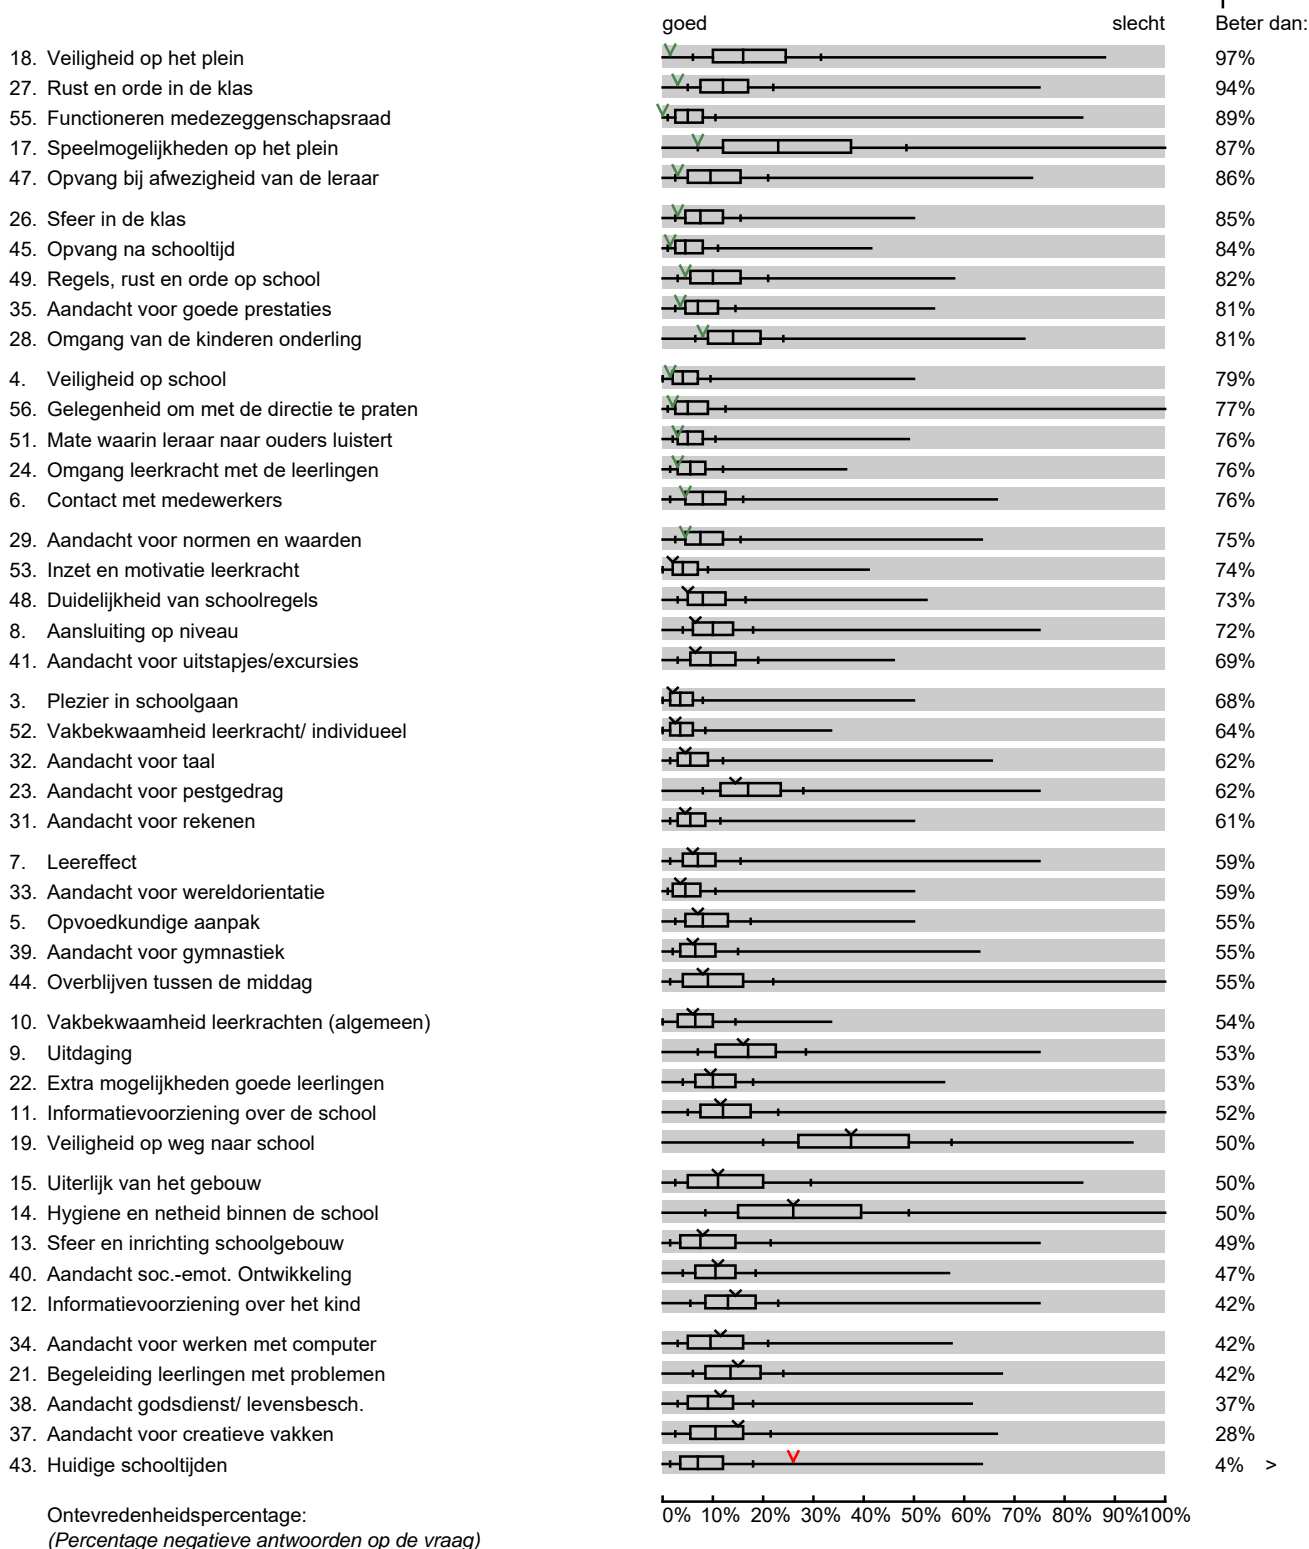 goed slecht Beter dan:
18. Veiligheid op het plein 97%
27. Rust en orde in de klas 94%
55. Functioneren medezeggenschapsraad 89%
17. Speelmogelijkheden op het plein 87%
47. Opvang bij afwezigheid van de leraar 86%
26. Sfeer in de klas 85%
45. Opvang na schooltijd 84%
49. Regels, rust en orde op school 82%
35. Aandacht voor goede prestaties 81%
28. Omgang van de kinderen onderling 81%
4. Veiligheid op school 79%
56. Gelegenheid om met de directie te praten 77%
51. Mate waarin leraar naar ouders luistert 76%
24. Omgang leerkracht met de leerlingen 76%
6. Contact met medewerkers 76%
29. Aandacht voor normen en waarden 75%
53. Inzet en motivatie leerkracht 74%
48. Duidelijkheid van schoolregels 73%
8. Aansluiting op niveau 72%
41. Aandacht voor uitstapjes/excursies 69%
3. Plezier in schoolgaan 68%
52. Vakbekwaamheid leerkracht/ individueel 64%
32. Aandacht voor taal 62%
23. Aandacht voor pestgedrag 62%
31. Aandacht voor rekenen 61%
7. Leereffect 59%
33. Aandacht voor wereldorientatie 59%
5. Opvoedkundige aanpak 55%
39. Aandacht voor gymnastiek 55%
44. Overblijven tussen de middag 55%
10. Vakbekwaamheid leerkrachten (algemeen) 54%
9. Uitdaging 53%
22. Extra mogelijkheden goede leerlingen 53%
11. Informatievoorziening over de school 52%
19. Veiligheid op weg naar school 50%
15. Uiterlijk van het gebouw 50%
14. Hygiene en netheid binnen de school 50%
13. Sfeer en inrichting schoolgebouw 49%
40. Aandacht soc.-emot. Ontwikkeling 47%
12. Informatievoorziening over het kind 42%
34. Aandacht voor werken met computer 42%
21. Begeleiding leerlingen met problemen 42%
38. Aandacht godsdienst/ levensbesch. 37%
37. Aandacht voor creatieve vakken 28%
43. Huidige schooltijden 4% >
Ontevredenheidspercentage: 0% 10% 20% 30% 40% 50% 60% 70% 80% 90% 100%
(Percentage negatieve antwoorden op de vraag)